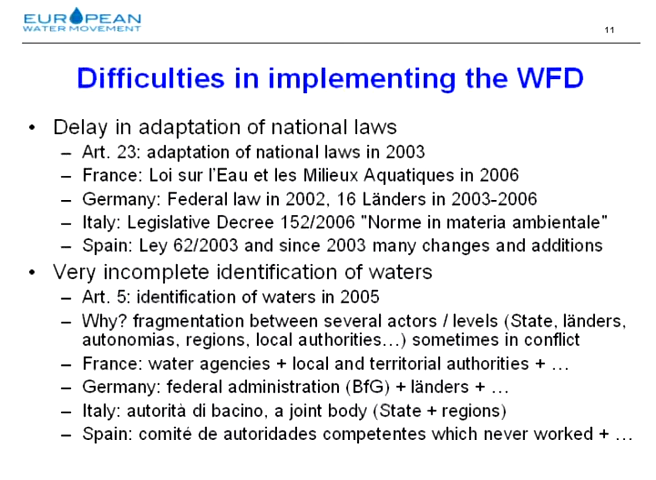 EUROPEAN
WATER MOVEMENT
11
Difficulties in implementing the WFD
• Delay in adaptation of national laws
– Art. 23: adaptation of national laws in 2003
– France: Loi sur l'Eau et les Milieux Aquatiques in 2006
– Germany: Federal law in 2002, 16 Länders in 2003-2006
– Italy: Legislative Decree 152/2006 "Norme in materia ambientale"
– Spain: Ley 62/2003 and since 2003 many changes and additions
• Very incomplete identification of waters
– Art. 5: identification of waters in 2005
– Why? fragmentation between several actors / levels (State, länders,
autonomias, regions, local authorities…) sometimes in conflict
– France: water agencies + local and territorial authorities + …
– Germany: federal administration (BfG) + länders + …
– Italy: autorità di bacino, a joint body (State + regions)
– Spain: comité de autoridades competentes which never worked + …